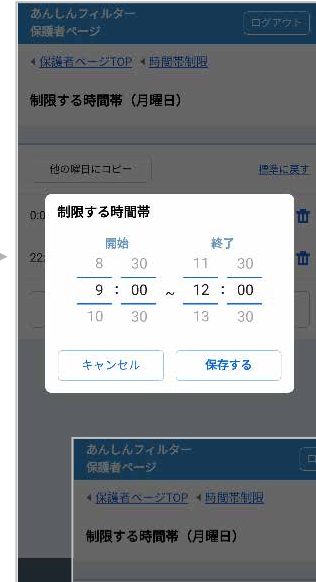 あんしんフィルター
保護者ページ
ログアウト
保護者ページTOP 時間帯制限
制限する時間帯（月曜日）
他の曜日にコピー 標準に戻す
制限する時間帯
開始 終了
8 30 11 30
9 : 00 ~ 12 : 00
10 30 13 30
キャンセル 保存する
あんしんフィルター
保護者ページ
保護者ページTOP 時間帯制限
制限する時間帯（月曜日）